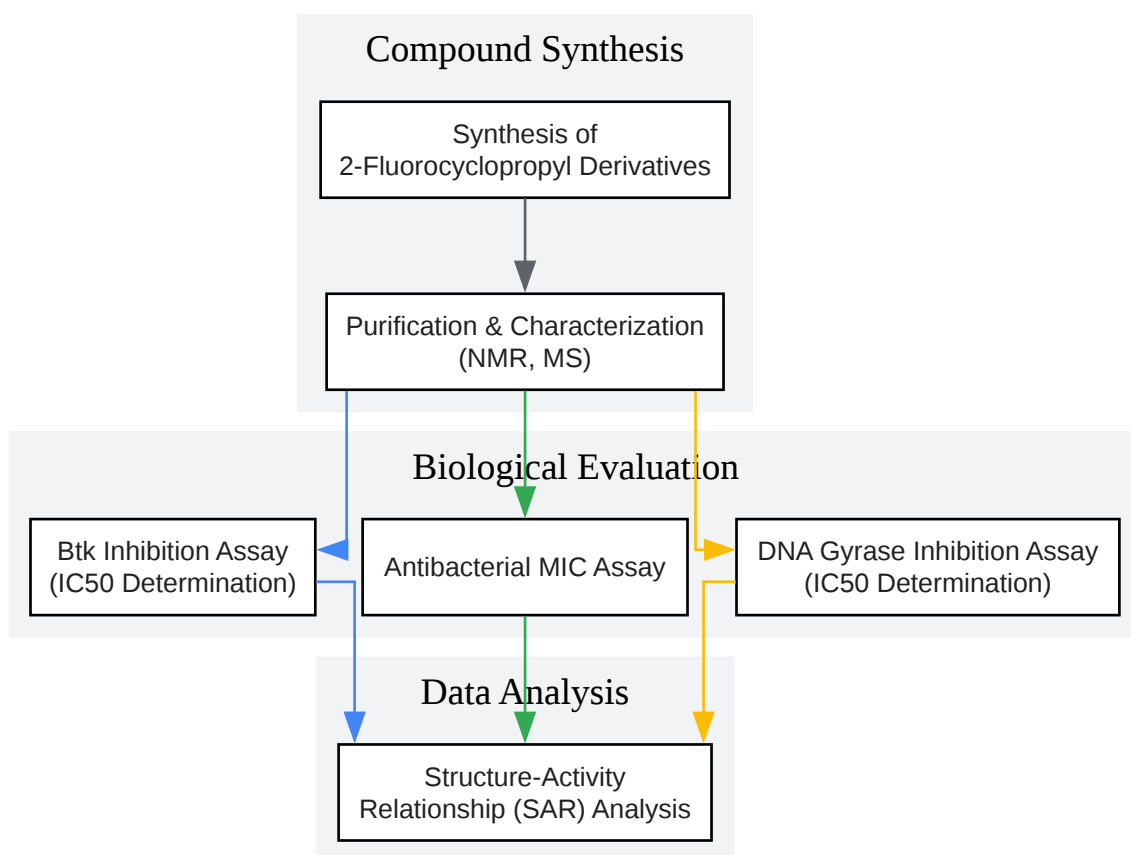 Compound Synthesis
Synthesis of
2-Fluorocyclopropyl Derivatives
Purification & Characterization
(NMR, MS)
Biological Evaluation
Btk Inhibition Assay
(IC50 Determination)
Antibacterial MIC Assay
DNA Gyrase Inhibition Assay
(IC50 Determination)
Data Analysis
Structure-Activity
Relationship (SAR) Analysis